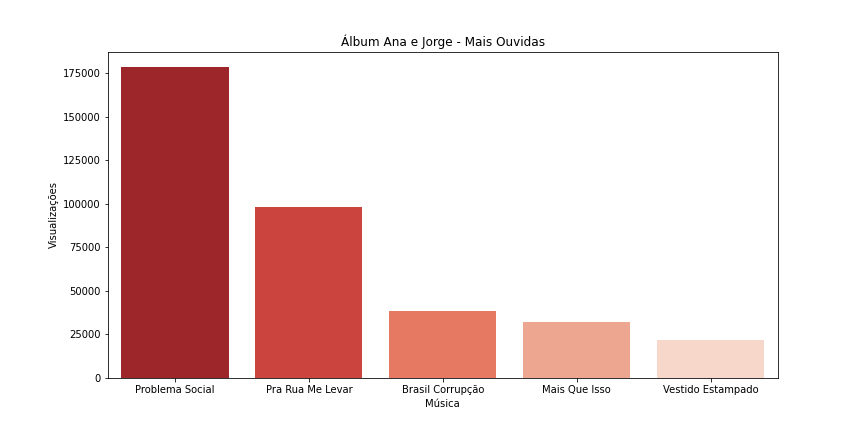 Álbum Ana e Jorge - Mais Ouvidas
Visualizações
175000
150000
125000
100000
75000
50000
25000
0
Problema Social
Pra Rua Me Levar
Brasil Corrupção
Mais Que Isso
Vestido Estampado
Música